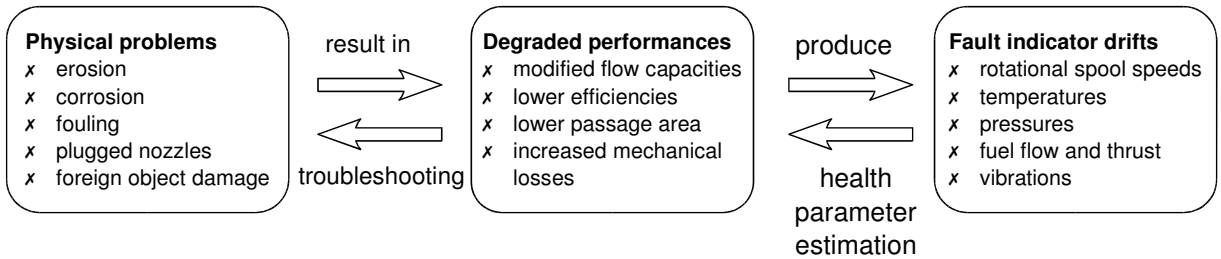 Physical problems
✗ erosion
✗ corrosion
✗ fouling
✗ plugged nozzles
✗ foreign object damage
result in
troubleshooting
Degraded performances
✗ modified flow capacities
✗ lower efficiencies
✗ lower passage area
✗ increased mechanical
losses
produce
health
parameter
estimation
Fault indicator drifts
✗ rotational spool speeds
✗ temperatures
✗ pressures
✗ fuel flow and thrust
✗ vibrations